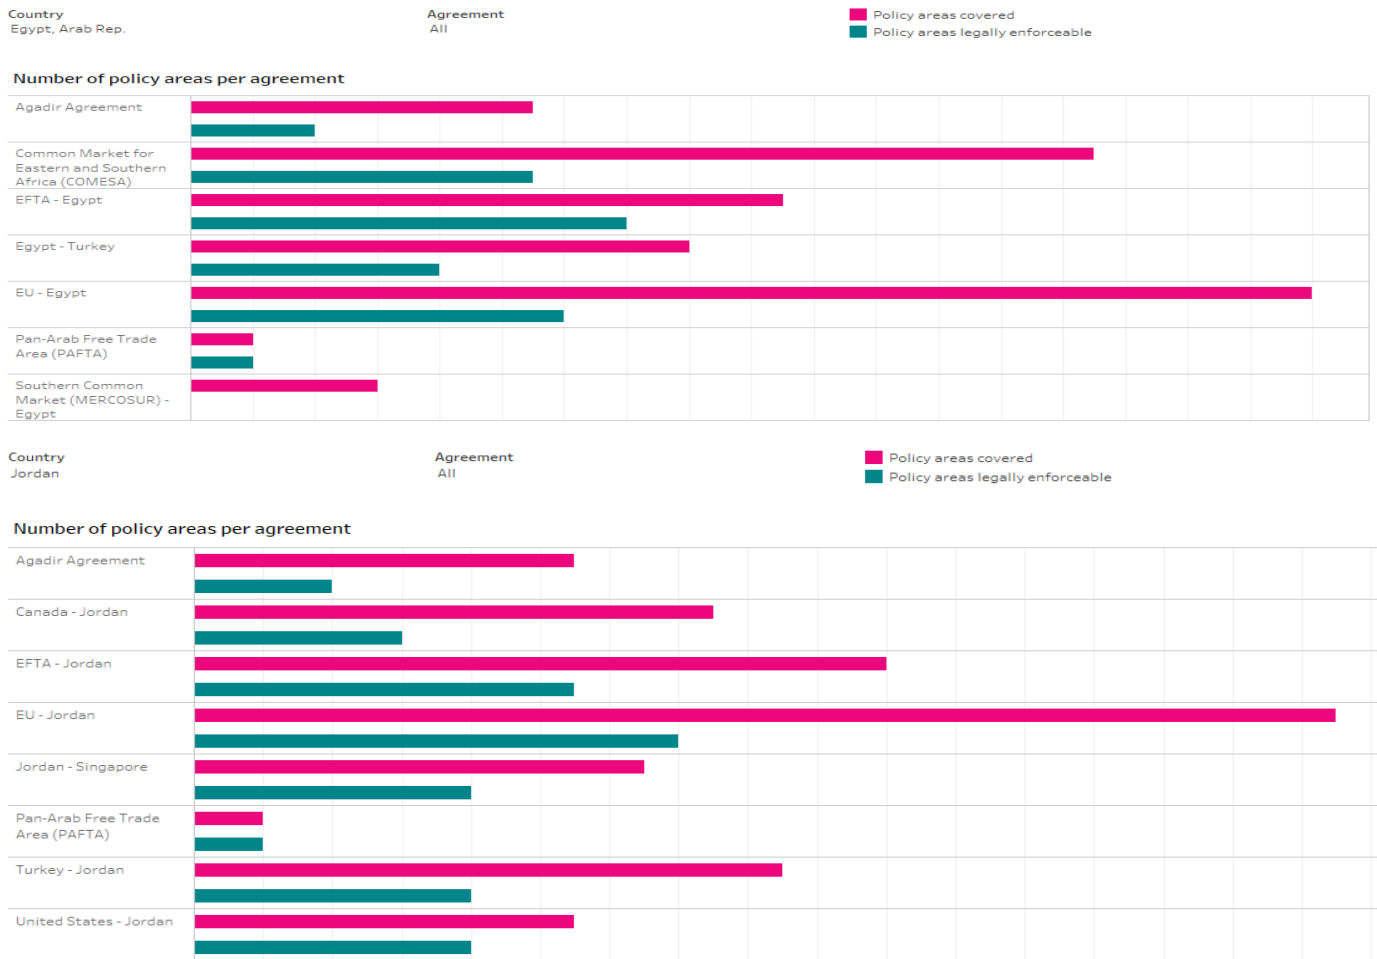 Country
Agreement
Policy areas covered
Egypt, Arab Rep.
All
Policy areas legally enforceable
Number of policy areas per agreement
Agadir Agreement
Common Market for
Eastern and Southern
Africa (COMESA)
EFTA - Egypt
Egypt - Turkey
EU - Egypt
Pan-Arab Free Trade
Area (PAFTA)
Southern Common
Market (MERCOSUR) -
Egypt
Country
Agreement
Policy areas covered
Jordan
All
Policy areas legally enforceable
Number of policy areas per agreement
Agadir Agreement
Canada - Jordan
EFTA - Jordan
EU - Jordan
Jordan - Singapore
Pan-Arab Free Trade
Area (PAFTA)
Turkey - Jordan
United States - Jordan